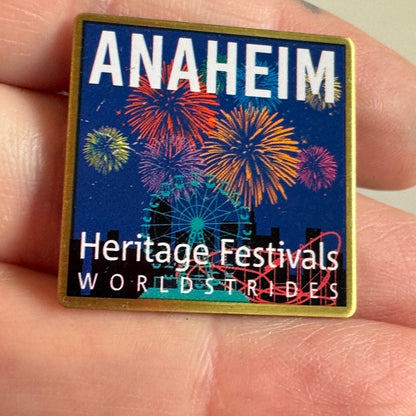 ANAHEIM
Heritage Festivals
WORLDSTRIDES